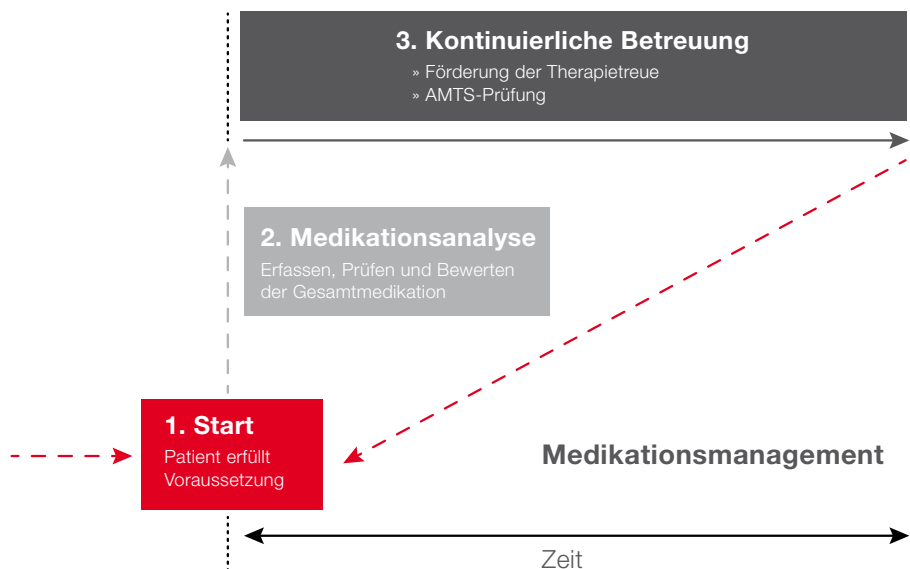 3. Kontinuierliche Betreuung
» Förderung der Therapietreue
» AMTS-Prüfung
2. Medikationsanalyse
Erfassen, Prüfen und Bewerten
der Gesamtmedikation
1. Start
Patient erfüllt
Voraussetzung
Medikationsmanagement
Zeit